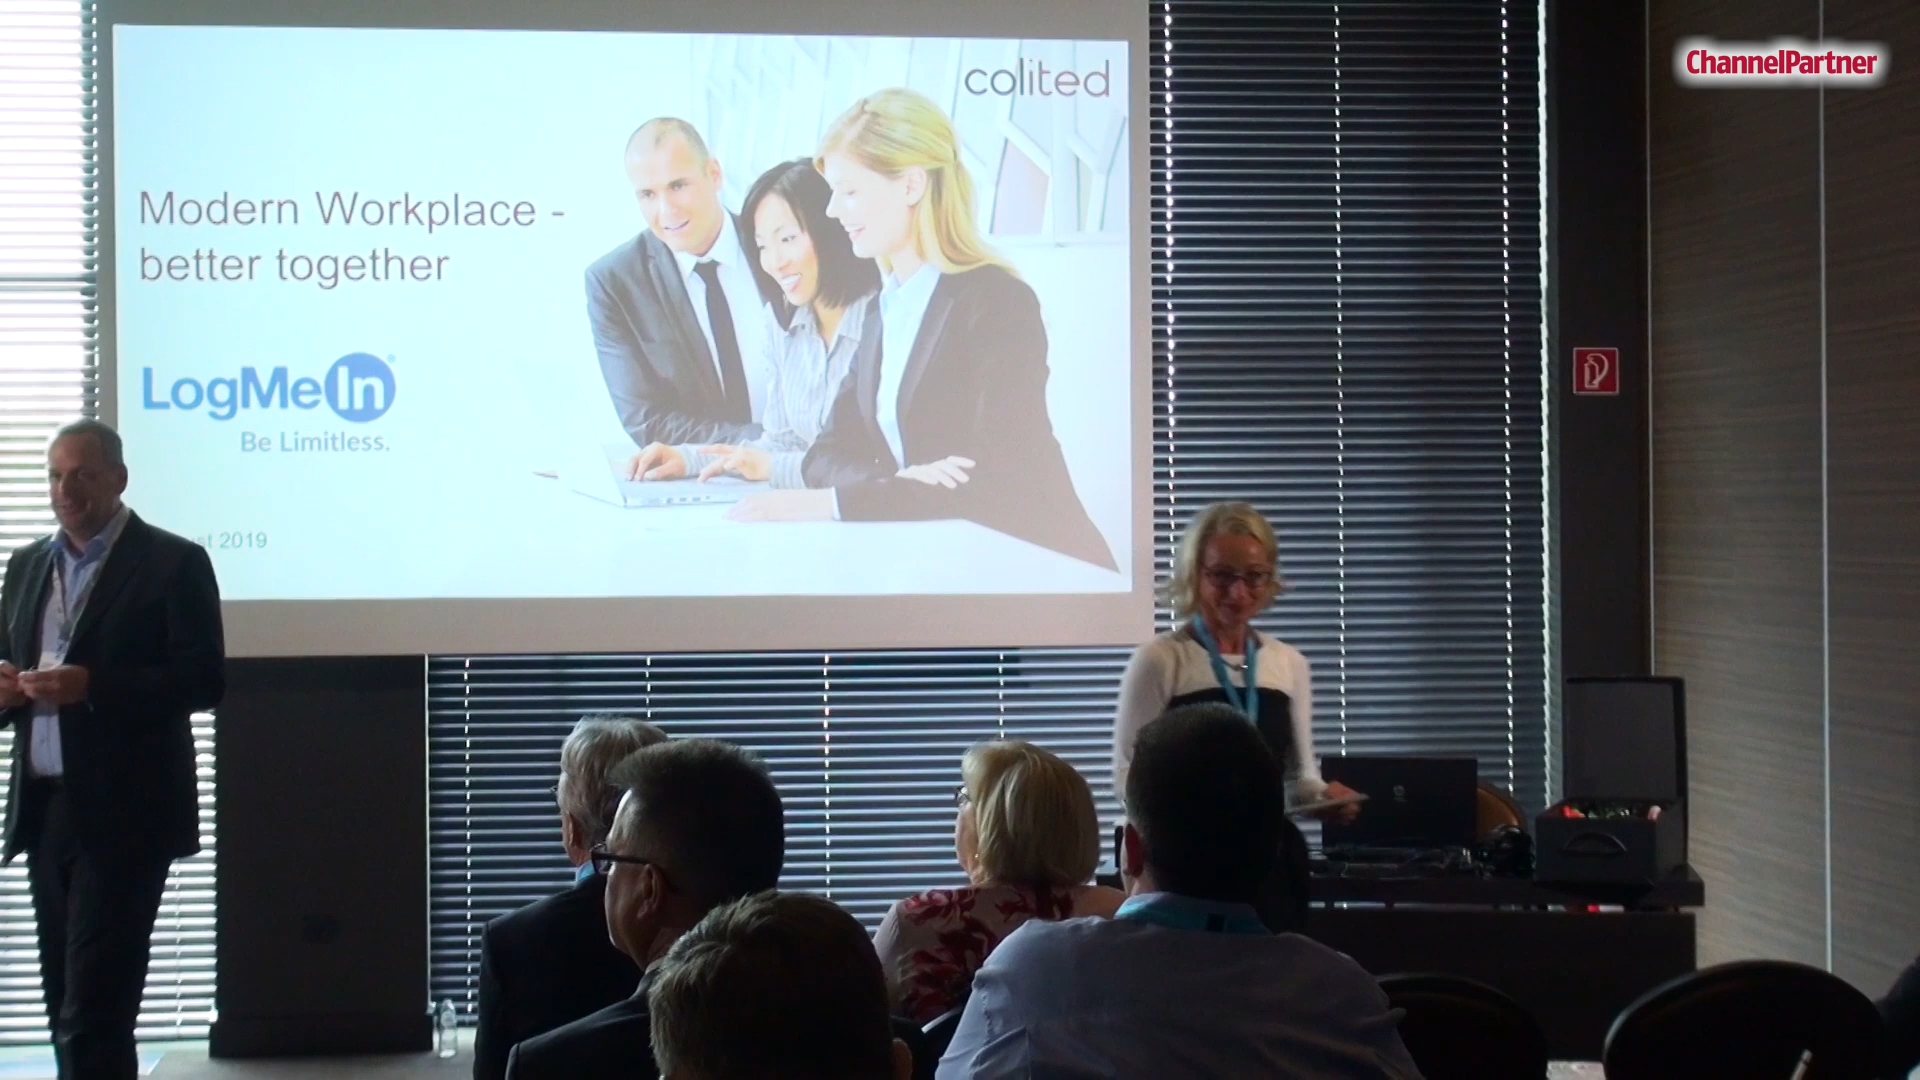 ChannelPartner
colited
Modern Workplace -
better together
LogMeIn®
Be Limitless.
2019